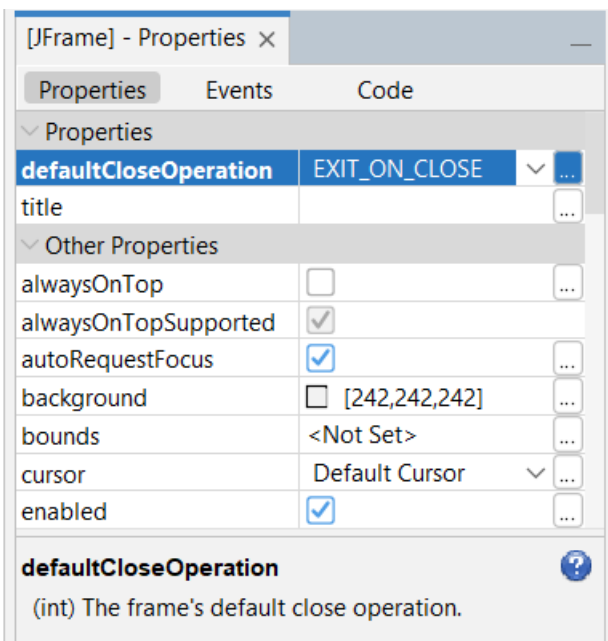 [JFrame] - Properties ×
Properties Events Code
Properties
defaultCloseOperation EXIT_ON_CLOSE ...
title ...
Other Properties
alwaysOnTop ...
alwaysOnTopSupported
autoRequestFocus ...
background [242,242,242] ...
bounds <Not Set> ...
cursor Default Cursor ...
enabled ...
defaultCloseOperation ?
(int) The frame's default close operation.